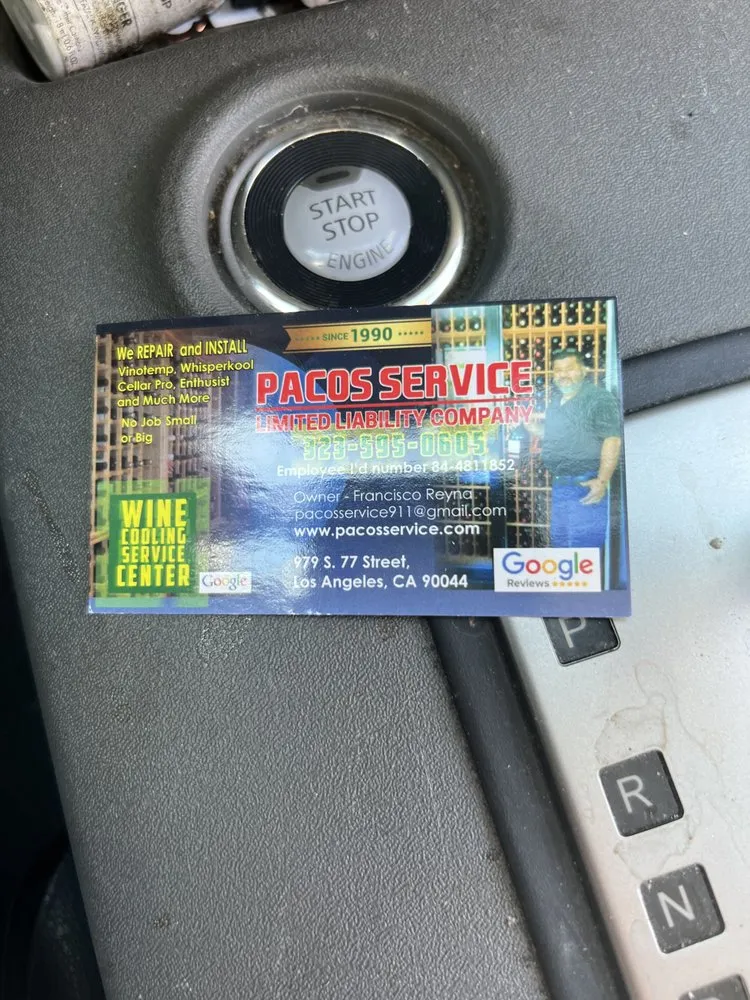 START
STOP
ENGINE
We REPAIR and INSTALL
Vinotemp, Whisperkool
Cellar Pro, Enthusist
and Much More
No Job Small
or Big
SINCE 1990
PACOS SERVICE
LIMITED LIABILITY COMPANY
323-595-0605
Employee I'd number 84-4811852
Owner - Francisco Reyna
pacosservice911@gmail.com
www.pacosservice.com
979 S. 77 Street,
Los Angeles, CA 90044
WINE
COOLING
SERVICE
CENTER
Google
Google
Reviews
P
R
N